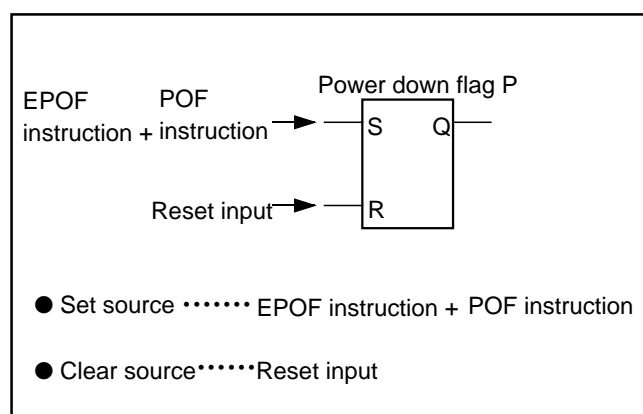 Power down flag P
EPOF POF
instruction + instruction
S Q
Reset input R
● Set source ······· EPOF instruction + POF instruction
● Clear source ······ Reset input